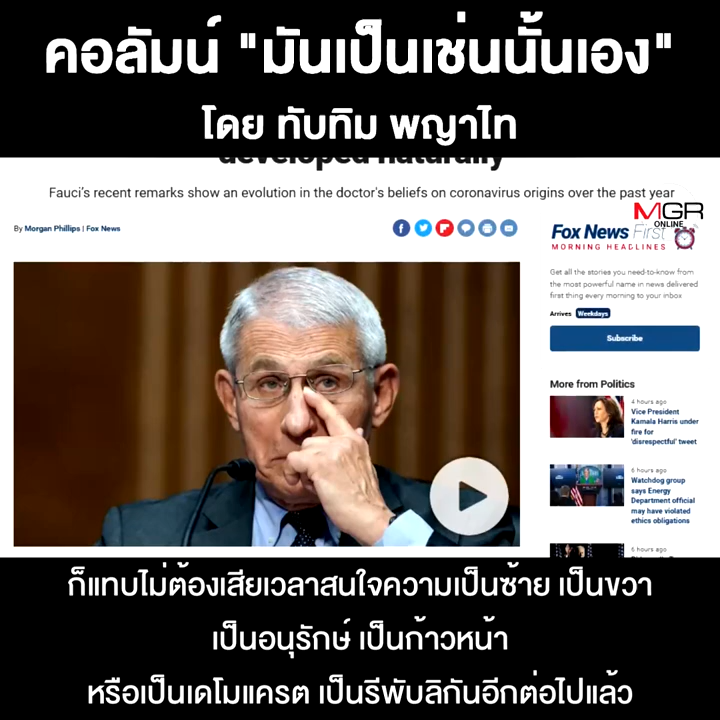 คอลัมน์ "มันเป็นเช่นนั้นเอง"
โดย ทับทิม พญาไท
developed naturally
Fauci's recent remarks show an evolution in the doctor's beliefs on coronavirus origins over the past year
By Morgan Phillips | Fox News
MGR
ONLINE
Fox News First
MORNING HEADLINES
Get all the stories you need-to-know from
the most powerful name in news delivered
first thing every morning to your inbox
Arrives Weekdays
Subscribe
More from Politics
4 hours ago
Vice President
Kamala Harris under
fire for
'disrespectful' tweet
6 hours ago
Watchdog group
says Energy
Department official
may have violated
ethics obligations
6 hours ago
ก็แทบไม่ต้องเสียเวลาสนใจความเป็นซ้าย เป็นขวา
เป็นอนุรักษ์ เป็นก้าวหน้า
หรือเป็นเดโมแครต เป็นรีพับลิกันอีกต่อไปแล้ว